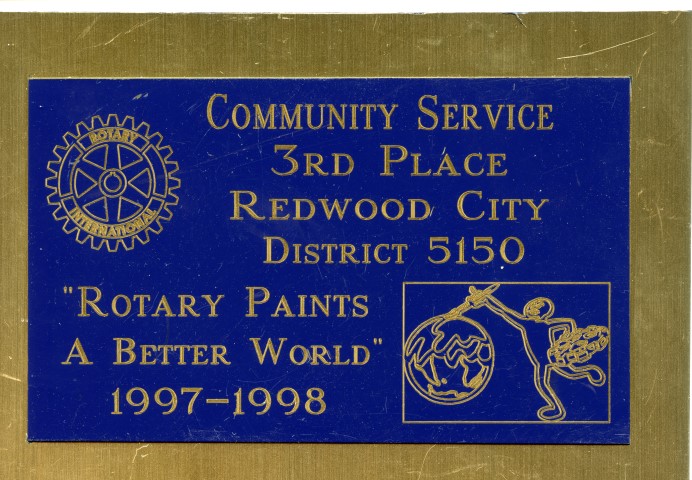 ROTARY
INTERNATIONAL
COMMUNITY SERVICE
3RD PLACE
REDWOOD CITY
DISTRICT 5150
"ROTARY PAINTS
A BETTER WORLD"
1997-1998